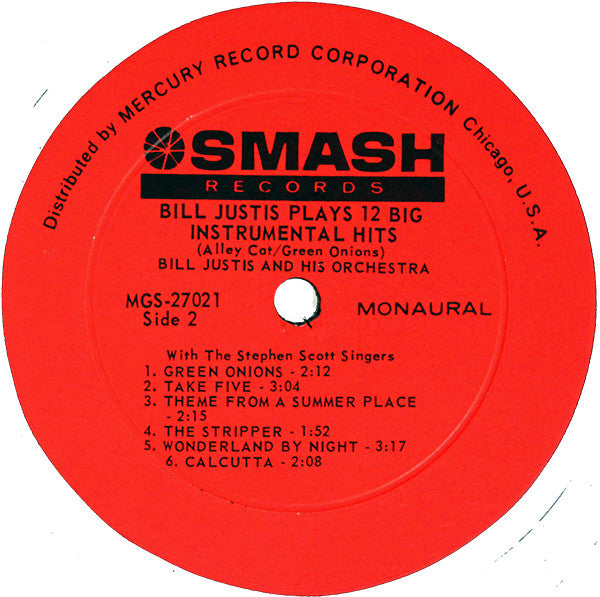 Distributed by MERCURY RECORD CORPORATION Chicago, U.S.A.
SMASH
RECORDS
BILL JUSTIS PLAYS 12 BIG
INSTRUMENTAL HITS
(Alley Cat/Green Onions)
BILL JUSTIS AND HIS ORCHESTRA
MGS-27021
Side 2
MONAURAL
With The Stephen Scott Singers
1. GREEN ONIONS - 2:12
2. TAKE FIVE - 3:04
3. THEME FROM A SUMMER PLACE
- 2:15
4. THE STRIPPER - 1:52
5. WONDERLAND BY NIGHT - 3:17
6. CALCUTTA - 2:08